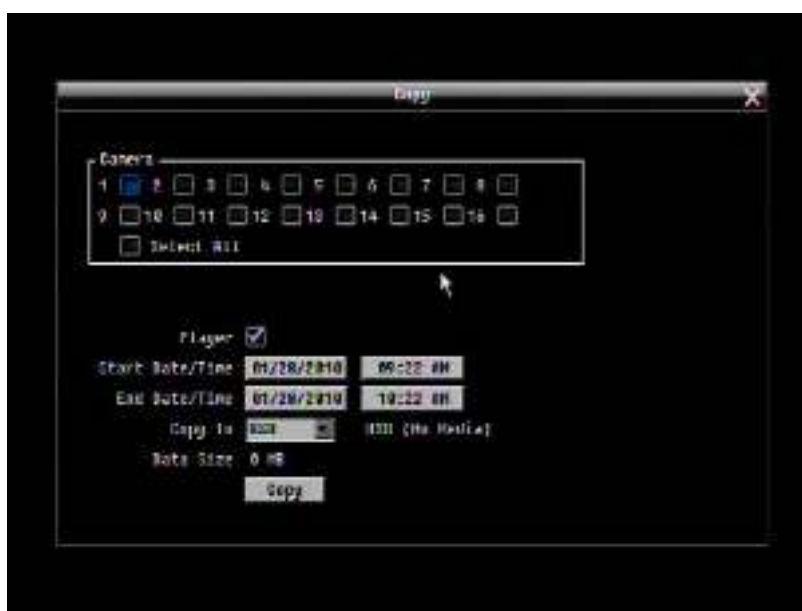 Copy
Camera
1 2 3 4 5 6 7 8
9 10 11 12 13 14 15 16
Select All
Player
Start Date/Time 01/28/2010 09:22 AM
End Date/Time 01/28/2010 10:22 AM
Copy To (No Media)
Data Size 0 MB
Copy